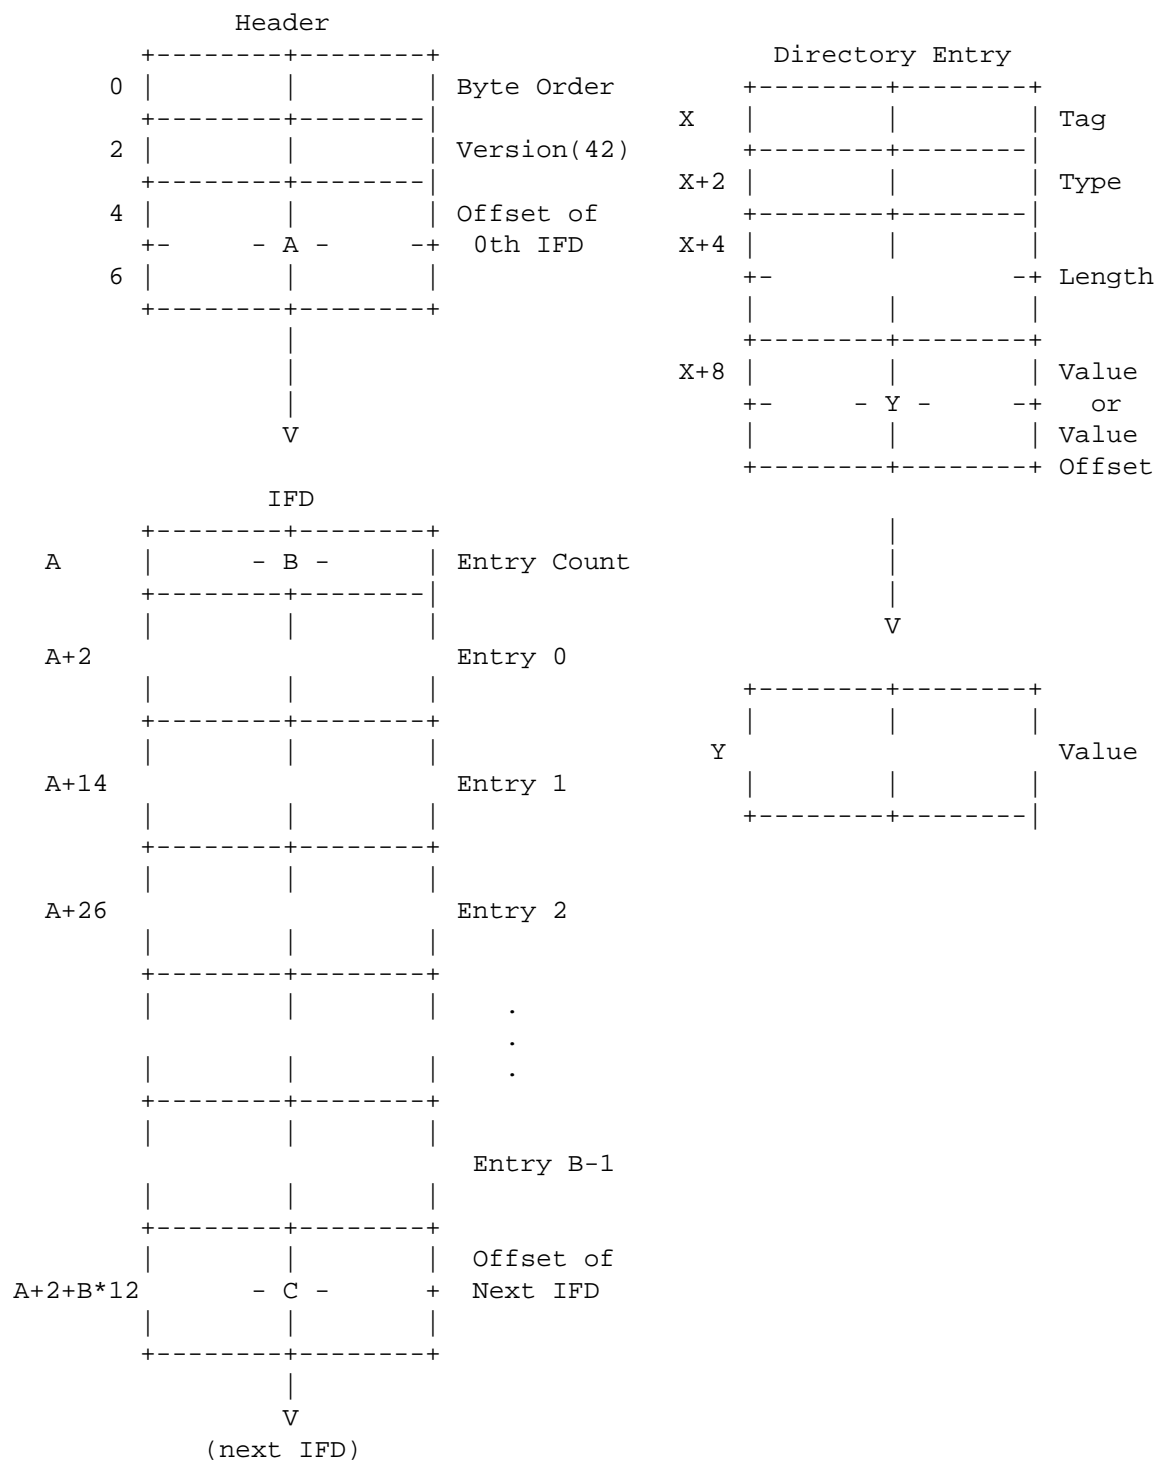 Header
0 Byte Order
2 Version(42)
4 Offset of
- A - 0th IFD
6
V
IFD
A - B - Entry Count
A+2 Entry 0
A+14 Entry 1
A+26 Entry 2
.
.
.
Entry B-1
Offset of
A+2+B*12 - C - Next IFD
V
(next IFD)
Directory Entry
X Tag
X+2 Type
X+4
Length
X+8 Value
- Y - or
Value
Offset
V
Y Value